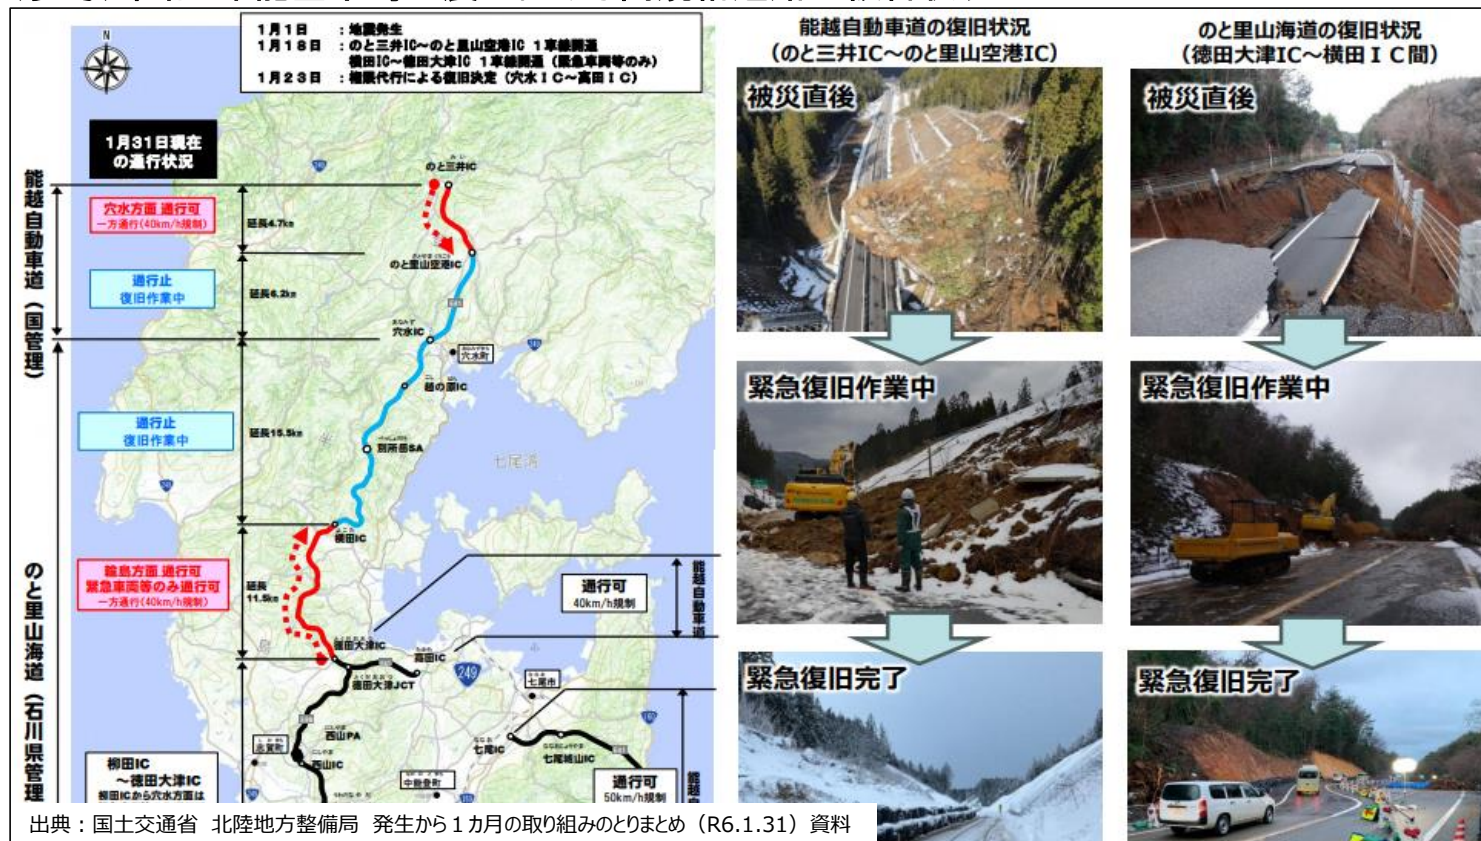 1月1日 :地震発生
1月18日 :のと三井IC~のと里山空港IC 1車線開通
横田IC~徳田大津IC 1車線開通(緊急車両等のみ)
1月23日 :権限代行による復旧決定(穴水IC~高田IC)
N
1月31日現在
の通行状況
能越自動車道(国管理)
穴水方面 通行可
一方通行(40km/h規制)
延長4.7km
通行止
復旧作業中
延長6.2km
通行止
復旧作業中
延長15.5km
のと里山海道(石川県管理
輪島方面 通行可
緊急車両等のみ通行可
一方通行(40km/h規制)
延長
11.5km
のと三井IC
のと里山空港IC
あなみず
穴水IC
穴水町
越の原IC
別所岳SA
七尾湾
横田IC
通行可
40km/h規制
能越自動車道
徳田大津IC
高田IC
249
徳田大津JCT
七尾市
にしやま
西山PA
志賀町
にしやま
西山IC
ななお
七尾IC
七尾城山IC
中能登町
通行可
50km/h規制
柳田IC
~徳田大津IC
柳田ICから穴水方面は
能越自動車道の復旧状況
(のと三井IC~のと里山空港IC)
被災直後
緊急復旧作業中
緊急復旧完了
のと里山海道の復旧状況
(徳田大津IC~横田IC間)
被災直後
緊急復旧作業中
緊急復旧完了
出典:国土交通省 北陸地方整備局 発生から1カ月の取り組みのとりまとめ(R6.1.31)資料